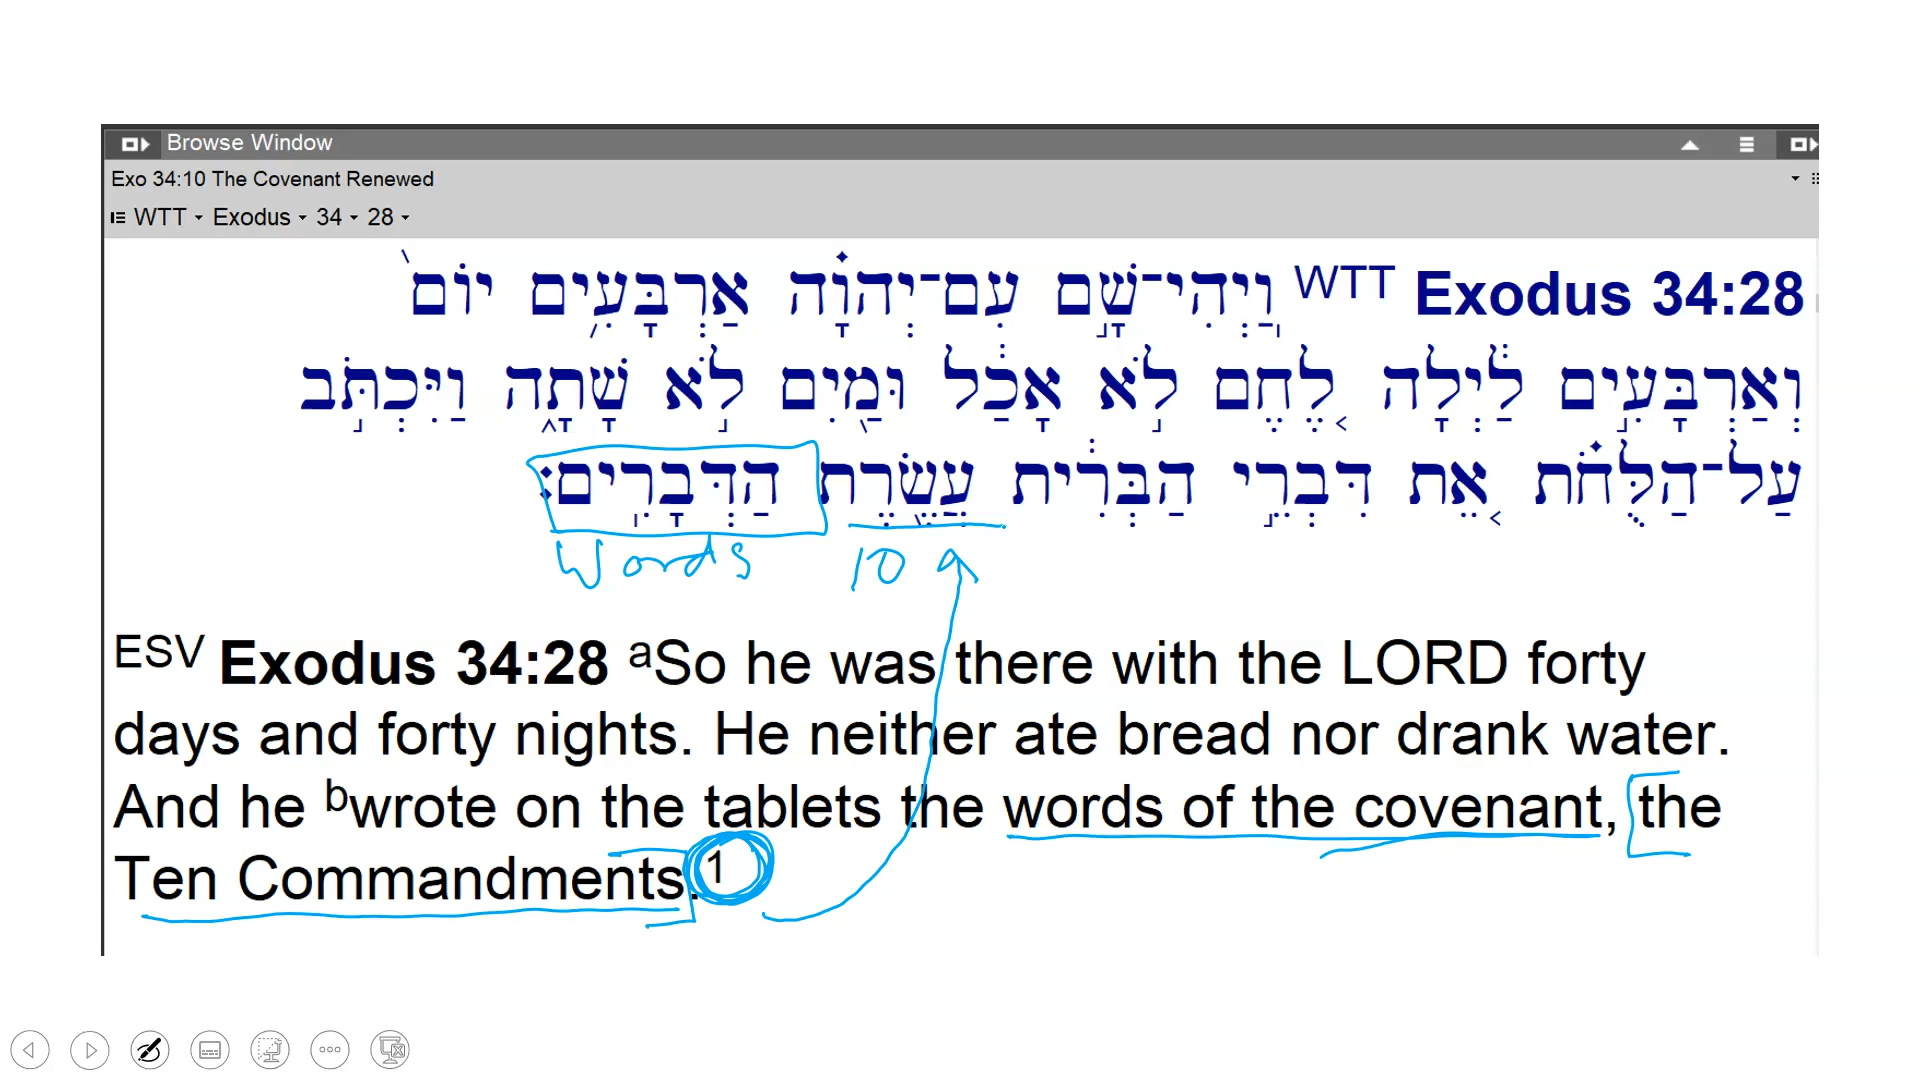 Browse Window
Exo 34:10 The Covenant Renewed
WTT Exodus 34 28
WTT Exodus 34:28 וַֽיְהִי־שָׁ֣ם עִם־יְהוָ֗ה אַרְבָּעִ֥ים יוֹם֙
וְאַרְבָּעִ֣ים לַ֔יְלָה לֶ֚חֶם לֹ֣א אָכַ֔ל וּמַ֖יִם לֹ֣א שָׁתָ֑ה וַיִּכְתֹּ֣ב
עַל־הַלֻּחֹ֗ת אֵ֚ת דִּבְרֵ֣י הַבְּרִ֔ית עֲשֶׂ֖רֶת הַדְּבָרִֽים׃
Words 10
ESV Exodus 34:28 aSo he was there with the LORD forty
days and forty nights. He neither ate bread nor drank water.
And he bwrote on the tablets the words of the covenant, the
Ten Commandments.1